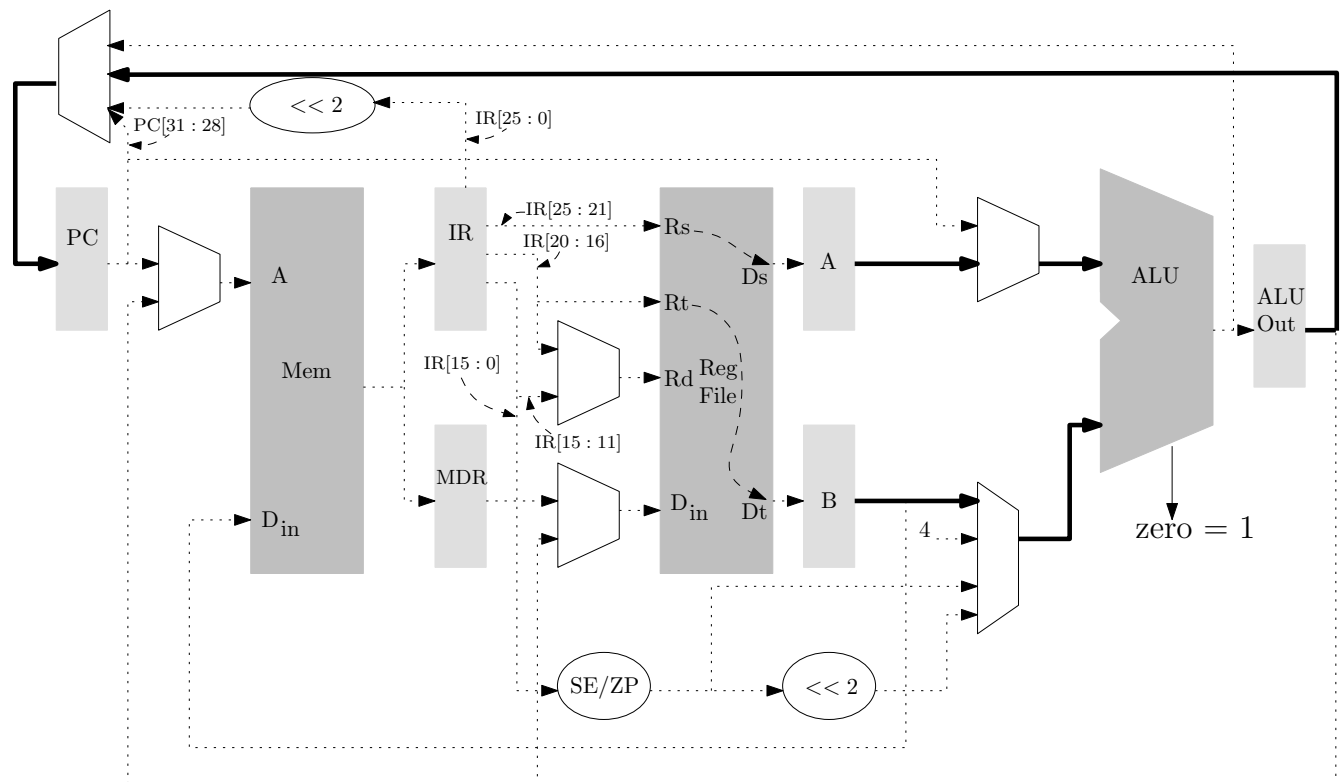 << 2
PC[31 : 28]
IR[25 : 0]
PC
A
Mem
D
in
IR
IR[25 : 21]
IR[20 : 16]
IR[15 : 0]
IR[15 : 11]
MDR
Rs
Ds
Rt
Rd
Reg
File
D
in
Dt
A
B
4
ALU
ALU
Out
zero = 1
SE/ZP
<< 2